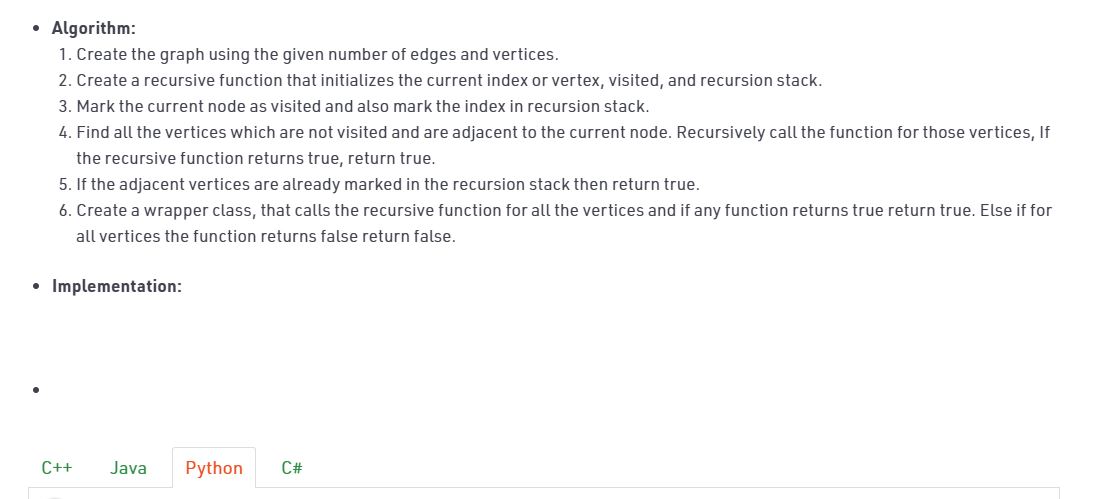 • Algorithm:
1. Create the graph using the given number of edges and vertices.
2. Create a recursive function that initializes the current index or vertex, visited, and recursion stack.
3. Mark the current node as visited and also mark the index in recursion stack.
4. Find all the vertices which are not visited and are adjacent to the current node. Recursively call the function for those vertices, If
the recursive function returns true, return true.
5. If the adjacent vertices are already marked in the recursion stack then return true.
6. Create a wrapper class, that calls the recursive function for all the vertices and if any function returns true return true. Else if for
all vertices the function returns false return false.
• Implementation:
•
C++ Java Python C#